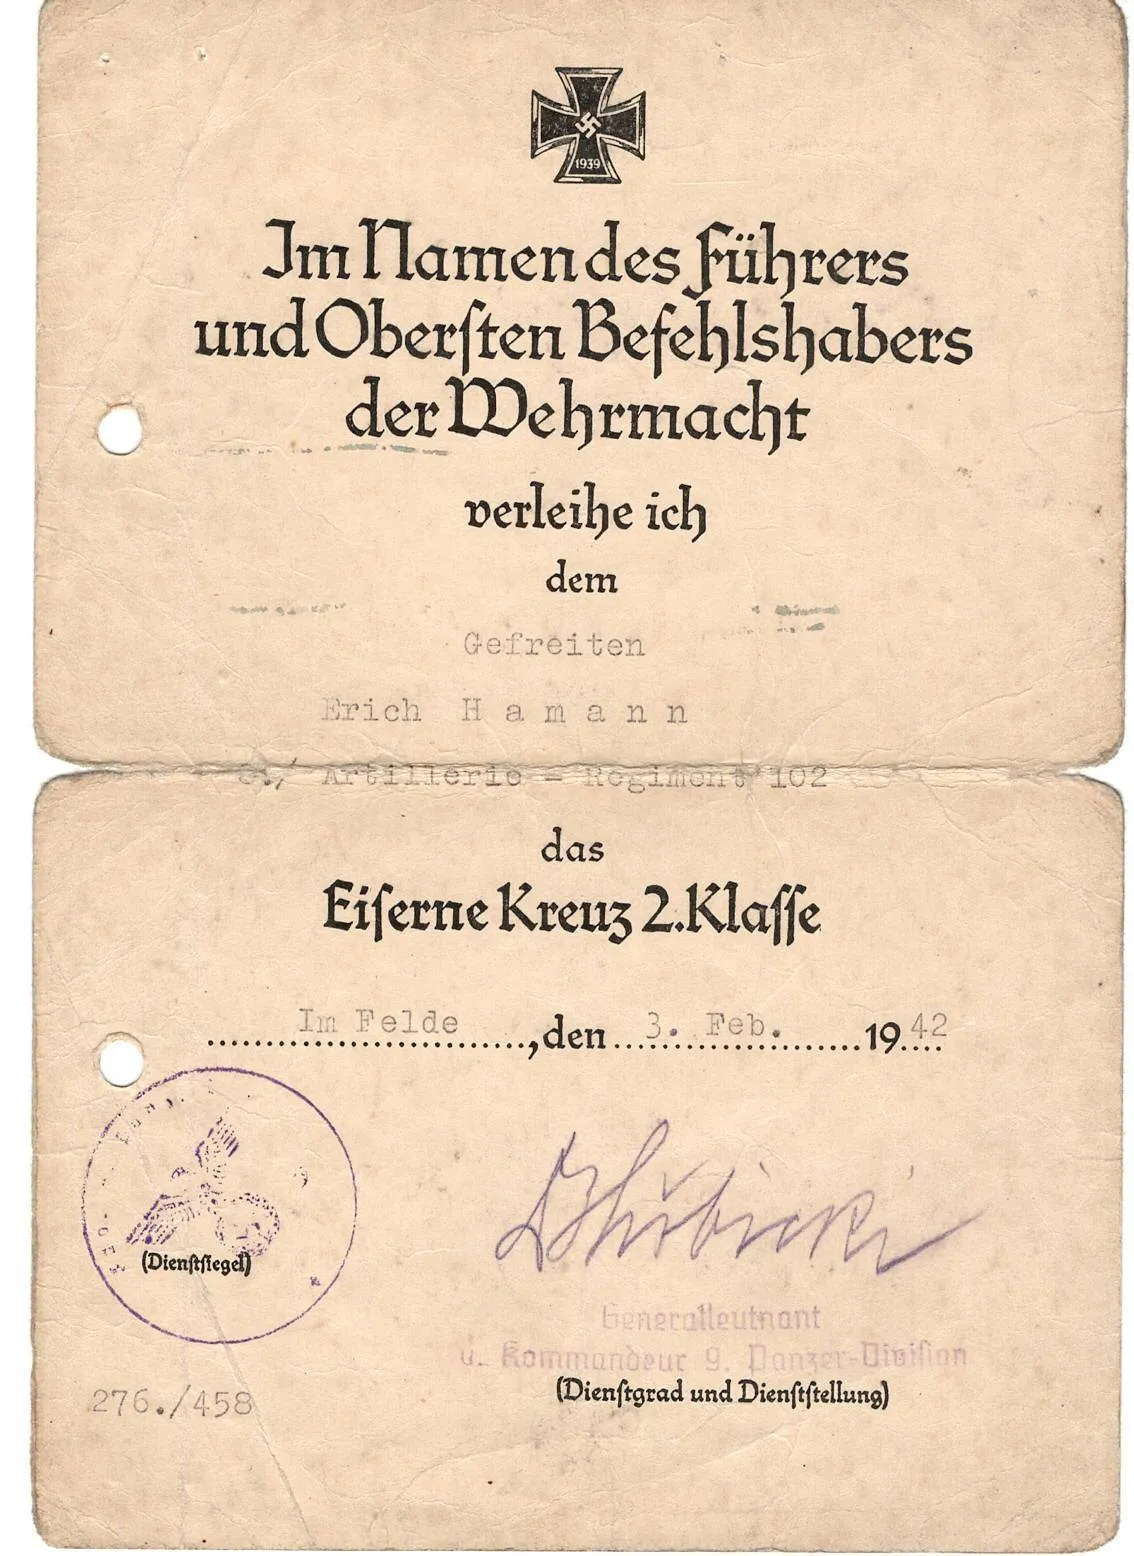 1939
Im Namen des Führers
und Oberſten Befehlshabers
der Wehrmacht
verleihe ich
dem
Gefreiten
Erich Hamann
Artillerie - Regiment 102
das
Eiſerne Kreuz 2.Klaſſe
Im Felde, den 3. Feb. 1942
(Dienſtſiegel)
Generalleutnant
u. Kommandeur 9. Panzer-Diviſion
(Dienſtgrad und Dienſtſtellung)
276./458